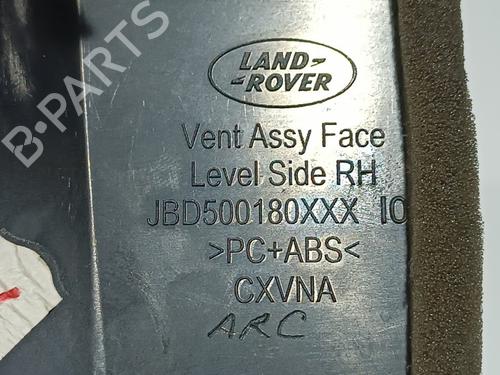 B-PARTS
LAND-
-ROVER
Vent Assy Face
Level Side RH
JBD500180XXX IO
>PC+ABS<
CXVNA
ARC